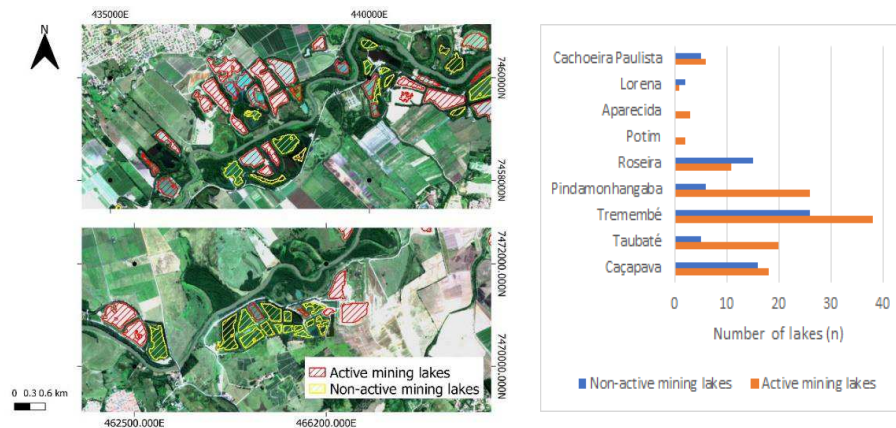 435000E
440000E
7460000N
7458000N
7472000.000N
7470000.000N
Active mining lakes
Non-active mining lakes
0 0.3 0.6 km
462500.000E
466200.000E
Cachoeira Paulista
Lorena
Aparecida
Potim
Roseira
Pindamonhangaba
Tremembé
Taubaté
Caçapava
0 10 20 30 40
Number of lakes (n)
Non-active mining lakes Active mining lakes